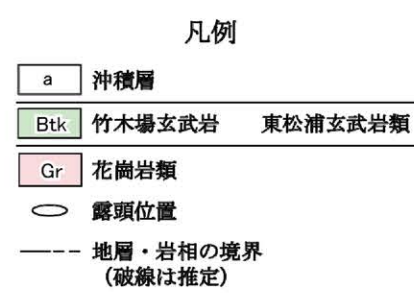 凡例
a 沖積層
Btk 竹木場玄武岩 東松浦玄武岩類
Gr 花崗岩類
露頭位置
地層・岩相の境界
（破線は推定）